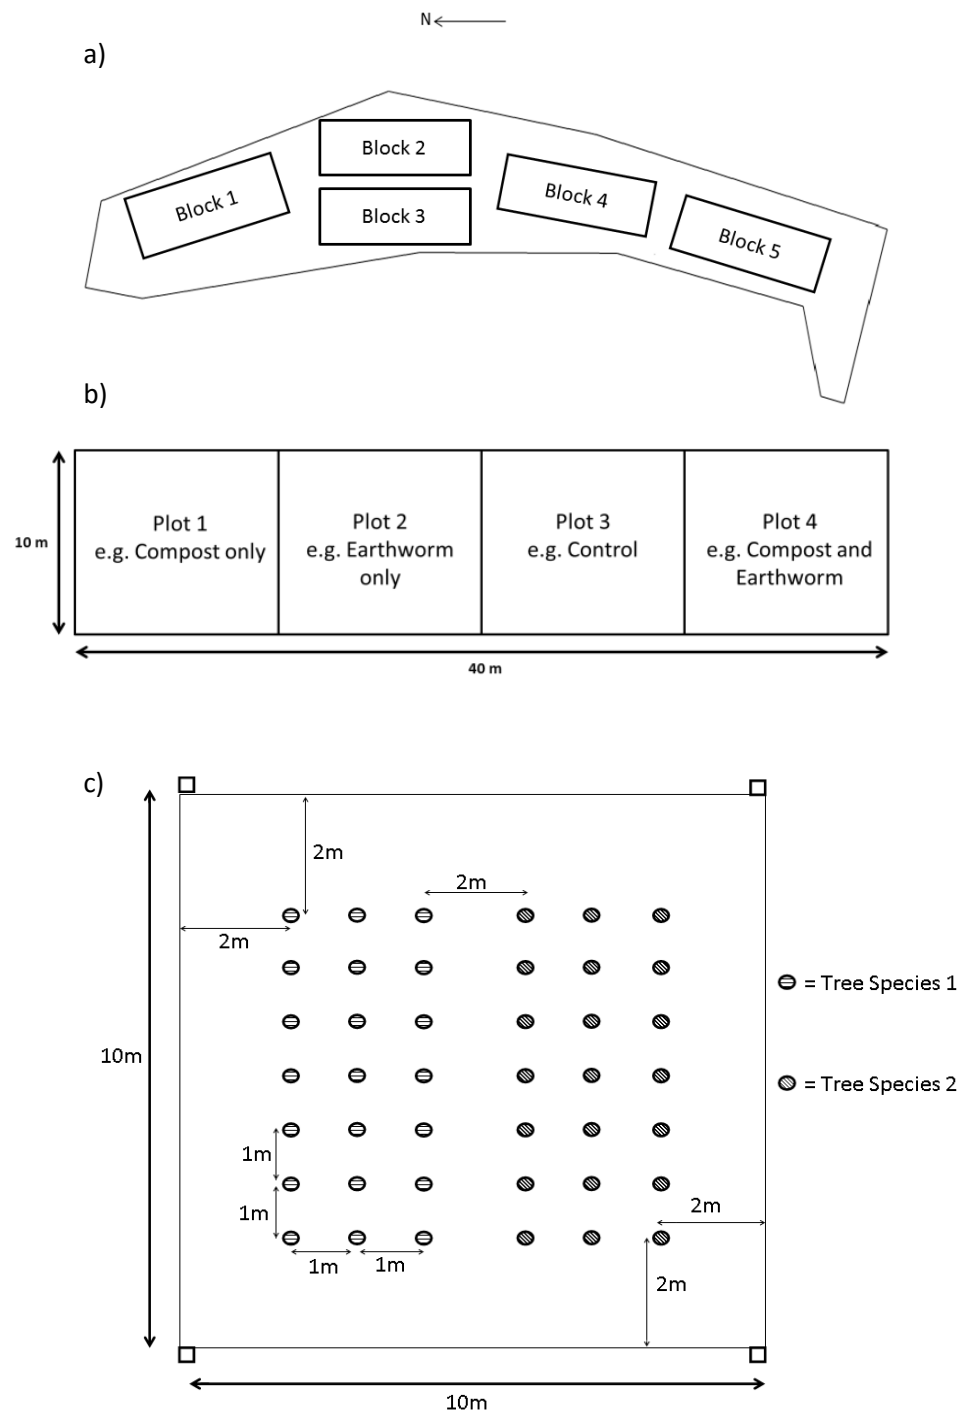 N
a)
Block 2
Block 1
Block 3
Block 4
Block 5
b)
10 m
Plot 1
e.g. Compost only
Plot 2
e.g. Earthworm
only
Plot 3
e.g. Control
Plot 4
e.g. Compost and
Earthworm
40 m
c)
2m
2m
2m
= Tree Species 1
10m
= Tree Species 2
1m
1m
2m
1m
1m
2m
10m